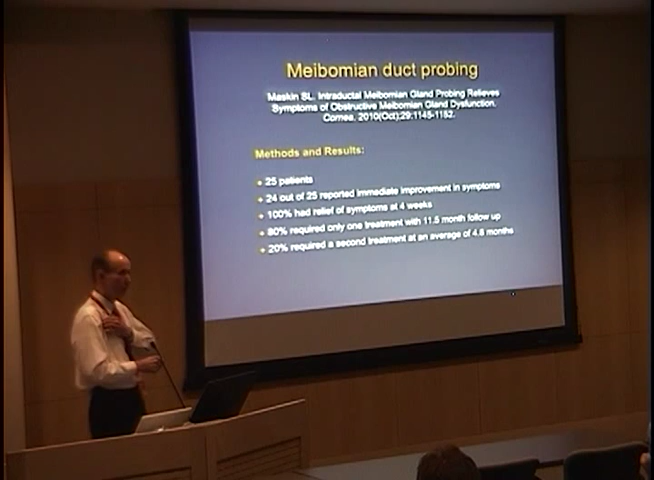 Meibomian duct probing
Maskin SL. Intraductal Meibomian Gland Probing Relieves
Symptoms of Obstructive Meibomian Gland Dysfunction.
Cornea. 2010(Oct);29:1145-1152.
Methods and Results:
• 25 patients
• 24 out of 25 reported immediate improvement in symptoms
• 100% had relief of symptoms at 4 weeks
• 80% required only one treatment with 11.5 month follow up
• 20% required a second treatment at an average of 4.6 months